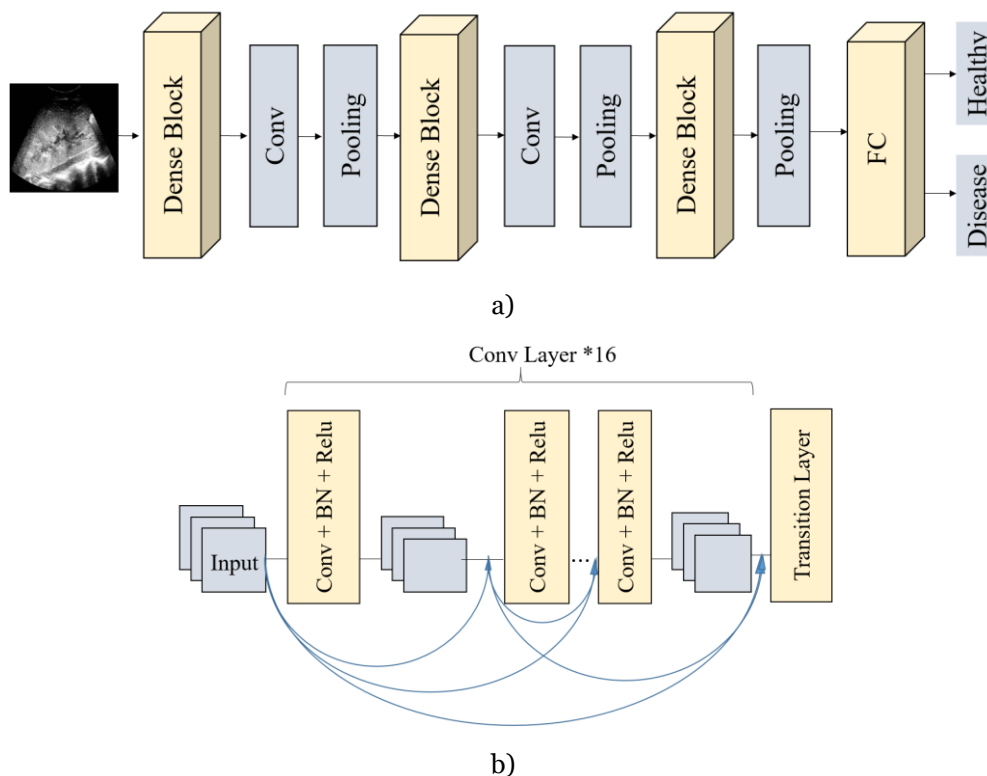 Dense Block
Conv
Pooling
Dense Block
Conv
Pooling
Dense Block
Pooling
FC
Healthy
Disease
a)
Conv Layer *16
Input
Conv + BN + Relu
Conv + BN + Relu
...
Conv + BN + Relu
Transition Layer
b)